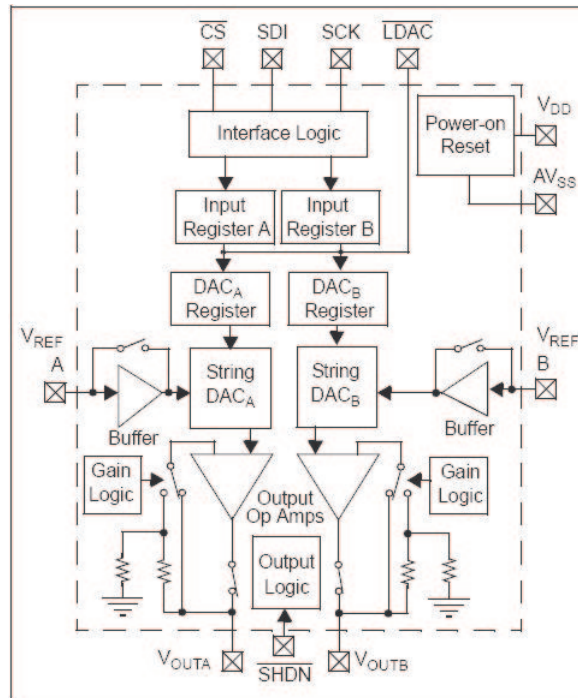 CS SDI SCK LDAC
Interface Logic
Power-on
Reset
VDD
AVSS
Input
Register A
Input
Register B
DACA
Register
DACB
Register
VREF
A
VREF
B
String
DACA
String
DACB
Buffer
Buffer
Gain
Logic
Output
Op Amps
Gain
Logic
Output
Logic
VOUTA
SHDN
VOUTB